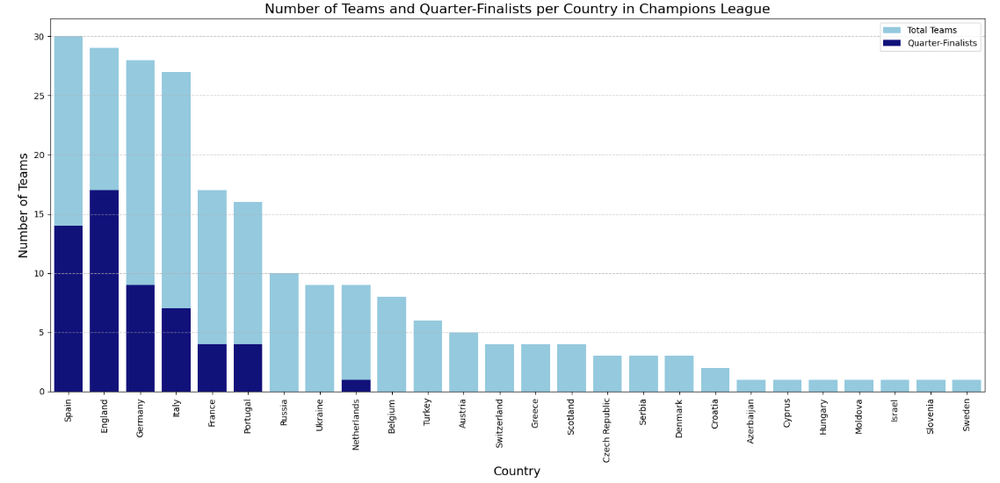 Number of Teams and Quarter-Finalists per Country in Champions League
Total Teams
Quarter-Finalists
Number of Teams
30
25
20
15
10
5
0
Spain
England
Germany
Italy
France
Portugal
Russia
Ukraine
Netherlands
Belgium
Turkey
Austria
Switzerland
Greece
Scotland
Czech Republic
Serbia
Denmark
Croatia
Azerbaijan
Cyprus
Hungary
Moldova
Israel
Slovenia
Sweden
Country